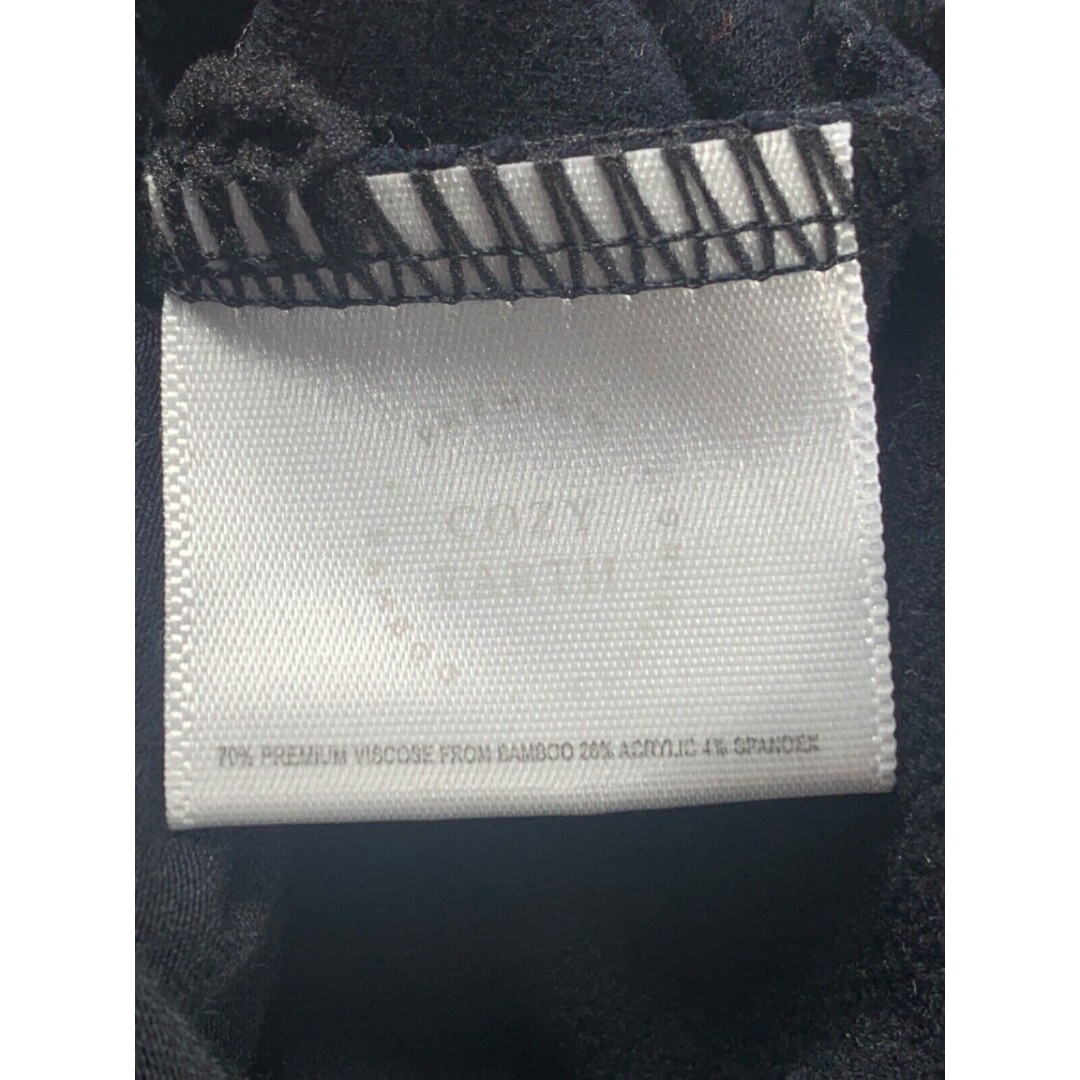 COZY
EARTH
70% PREMIUM VISCOSE FROM BAMBOO 26% ACRYLIC 4% SPANDEX